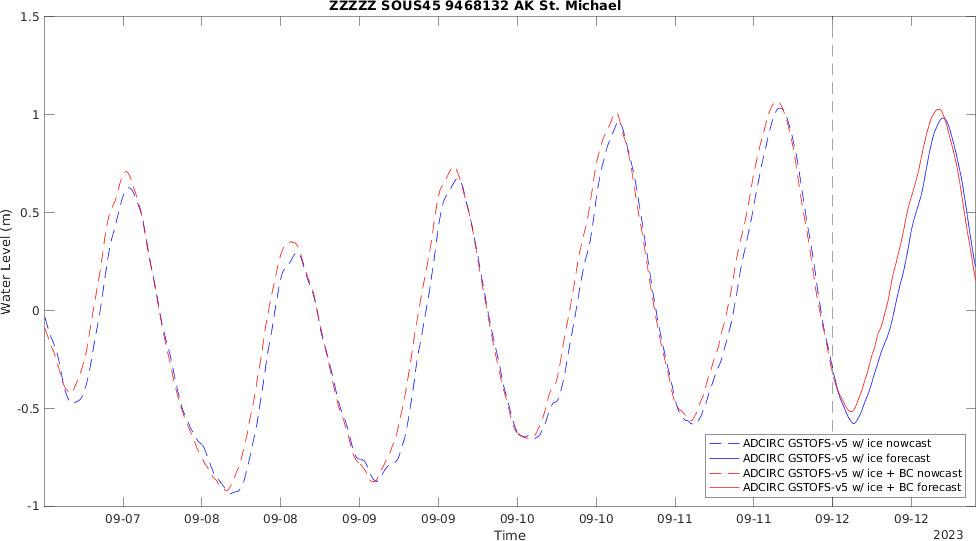 ZZZZZ SOUS45 9468132 AK St. Michael
1.5
1
0.5
0
-0.5
-1
Water Level (m)
ADCIRC GSTOFS-v5 w/ ice nowcast
ADCIRC GSTOFS-v5 w/ ice forecast
ADCIRC GSTOFS-v5 w/ ice + BC nowcast
ADCIRC GSTOFS-v5 w/ ice + BC forecast
09-07 09-08 09-08 09-09 09-09 09-10 09-10 09-11 09-11 09-12 09-12
Time
2023